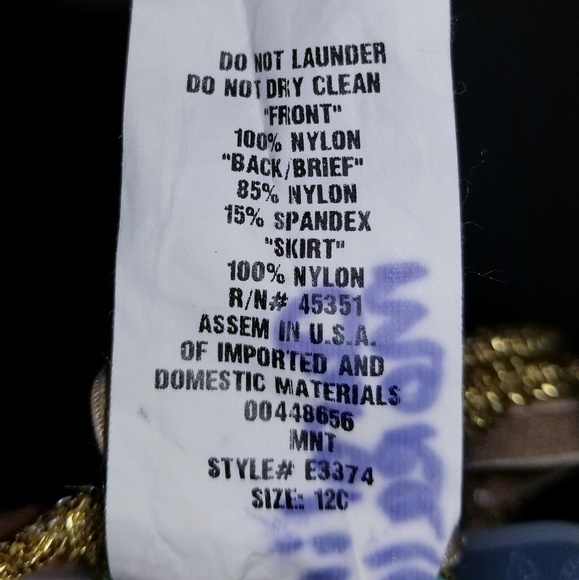 DO NOT LAUNDER
DO NOT DRY CLEAN
"FRONT"
100% NYLON
"BACK/BRIEF"
85% NYLON
15% SPANDEX
"SKIRT"
100% NYLON
R/N# 45351
ASSEM IN U.S.A.
OF IMPORTED AND
DOMESTIC MATERIALS
00448656
MNT
STYLE# E3374
SIZE: 12C